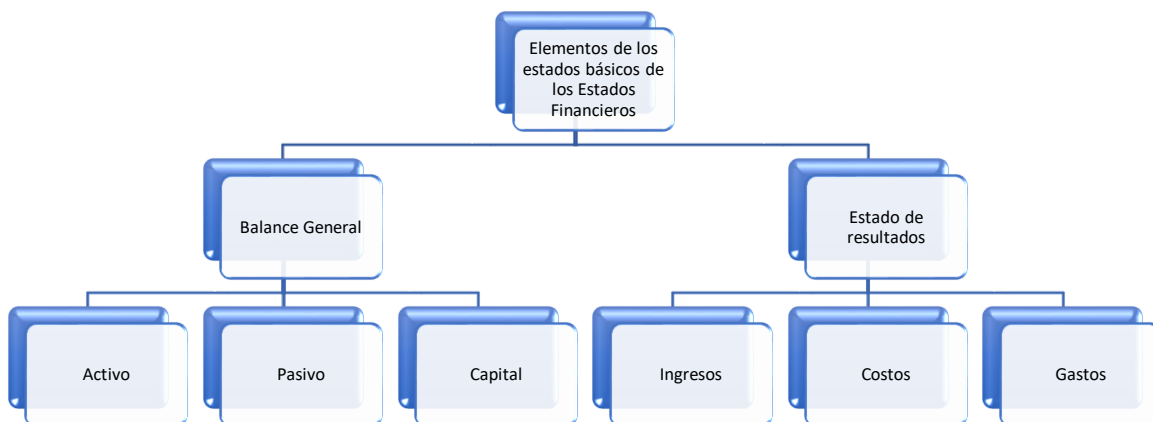 Elementos de los
estados básicos de
los Estados
Financieros
Balance General
Estado de
resultados
Activo
Pasivo
Capital
Ingresos
Costos
Gastos